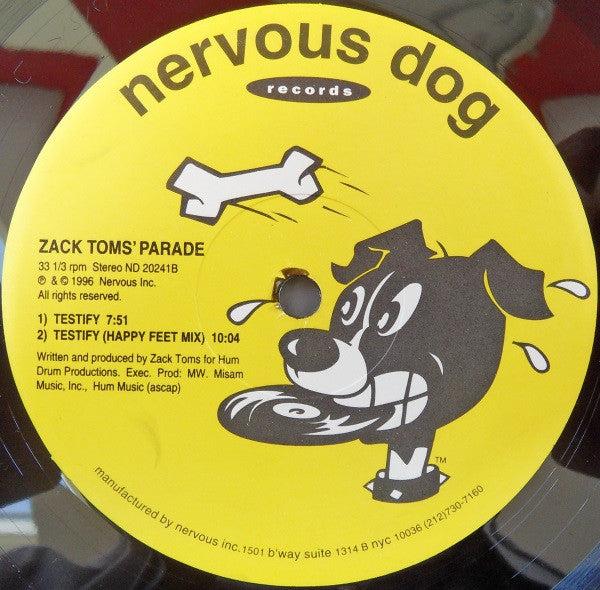 nervous dog
records
ZACK TOMS' PARADE
33 1/3 rpm Stereo ND 20241B
℗ & © 1996 Nervous Inc.
All rights reserved.
1) TESTIFY 7:51
2) TESTIFY (HAPPY FEET MIX) 10:04
Written and produced by Zack Toms for Hum
Drum Productions. Exec. Prod: MW. Misam
Music, Inc., Hum Music (ascap)
TM
manufactured by nervous inc. 1501 b'way suite 1314 B nyc 10036 (212)730-7160